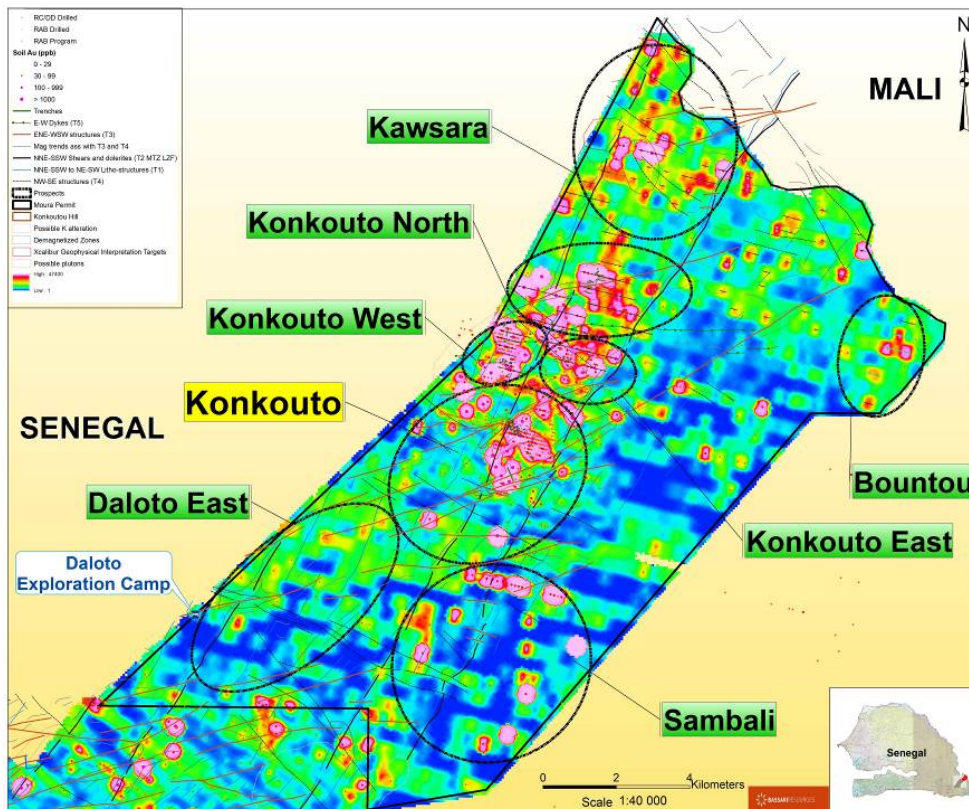 RC/DD Drilled
RAB Drilled
RAB Program
Soil Au (ppb)
0 - 29
30 - 99
100 - 999
> 1000
Trenches
E-W Dykes (T5)
ENE-WSW structures (T3)
Mag trends ass with T3 and T4
NNE-SSW Shears and dolerites (T2 MTZ LZF)
NNE-SSW to NE-SW Litho-structures (T1)
NW-SE structures (T4)
Prospects
Moura Permit
Konkoutou Hill
Possible K alteration
Demagnetized Zones
Xcalibur Geophysical Interpretation Targets
Possible plutons
Low : 1
N
MALI
Kawsara
Konkouto North
Konkouto West
Konkouto
SENEGAL
Daloto East
Bountou
Konkouto East
Daloto
Exploration Camp
Sambali
0 2 4
Kilometers
Scale 1:40 000
Senegal
BASSARI RESOURCES